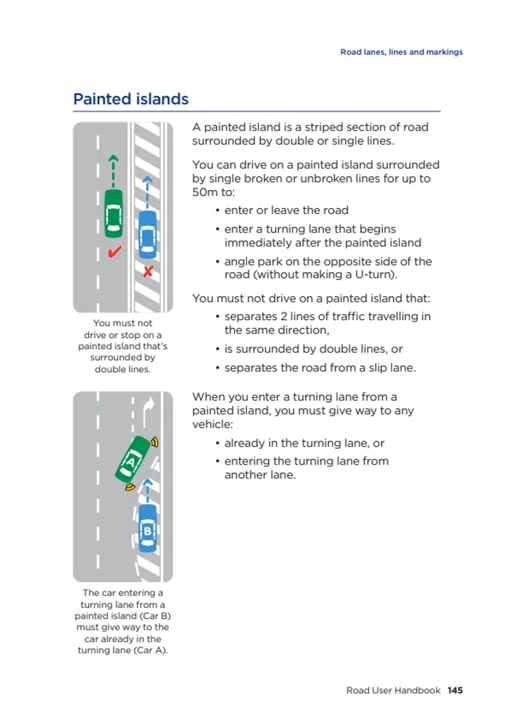 Road lanes, lines and markings
Painted islands
A painted island is a striped section of road
surrounded by double or single lines.
You can drive on a painted island surrounded
by single broken or unbroken lines for up to
50m to:
• enter or leave the road
• enter a turning lane that begins
immediately after the painted island
• angle park on the opposite side of the
road (without making a U-turn).
You must not drive on a painted island that:
• separates 2 lines of traffic travelling in
the same direction,
• is surrounded by double lines, or
• separates the road from a slip lane.
You must not
drive or stop on a
painted island that's
surrounded by
double lines.
When you enter a turning lane from a
painted island, you must give way to any
vehicle:
• already in the turning lane, or
• entering the turning lane from
another lane.
A
B
The car entering a
turning lane from a
painted island (Car B)
must give way to the
car already in the
turning lane (Car A).
Road User Handbook 145